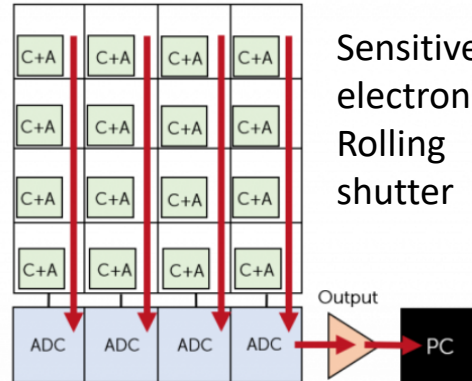 C+A C+A C+A C+A
C+A C+A C+A C+A
C+A C+A C+A C+A
C+A C+A C+A C+A
ADC ADC ADC ADC
Output
PC
Sensitive
electron
Rolling
shutter